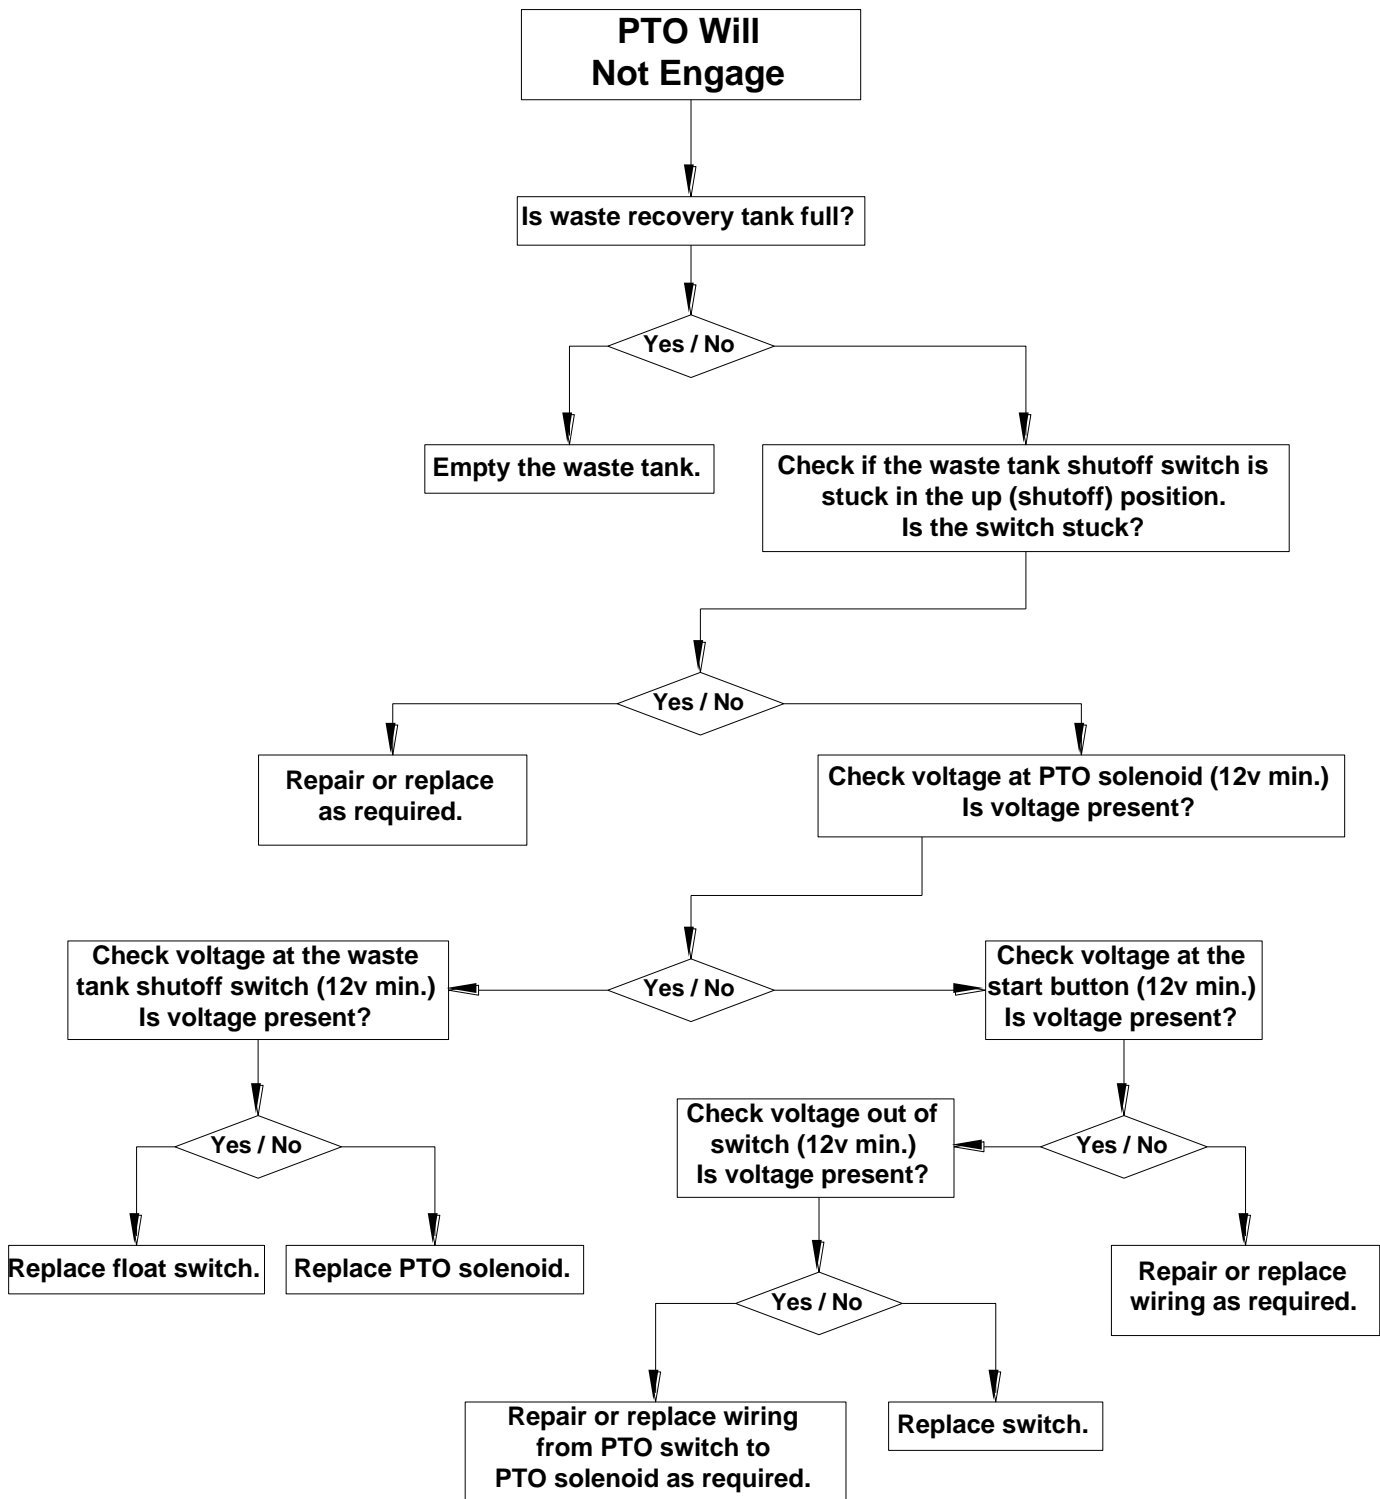 PTO Will
Not Engage
Is waste recovery tank full?
Yes / No
Empty the waste tank.
Check if the waste tank shutoff switch is
stuck in the up (shutoff) position.
Is the switch stuck?
Yes / No
Repair or replace
as required.
Check voltage at PTO solenoid (12v min.)
Is voltage present?
Yes / No
Check voltage at the waste
tank shutoff switch (12v min.)
Is voltage present?
Check voltage at the
start button (12v min.)
Is voltage present?
Yes / No
Check voltage out of
switch (12v min.)
Is voltage present?
Yes / No
Replace float switch.
Replace PTO solenoid.
Repair or replace
wiring as required.
Yes / No
Repair or replace wiring
from PTO switch to
PTO solenoid as required.
Replace switch.